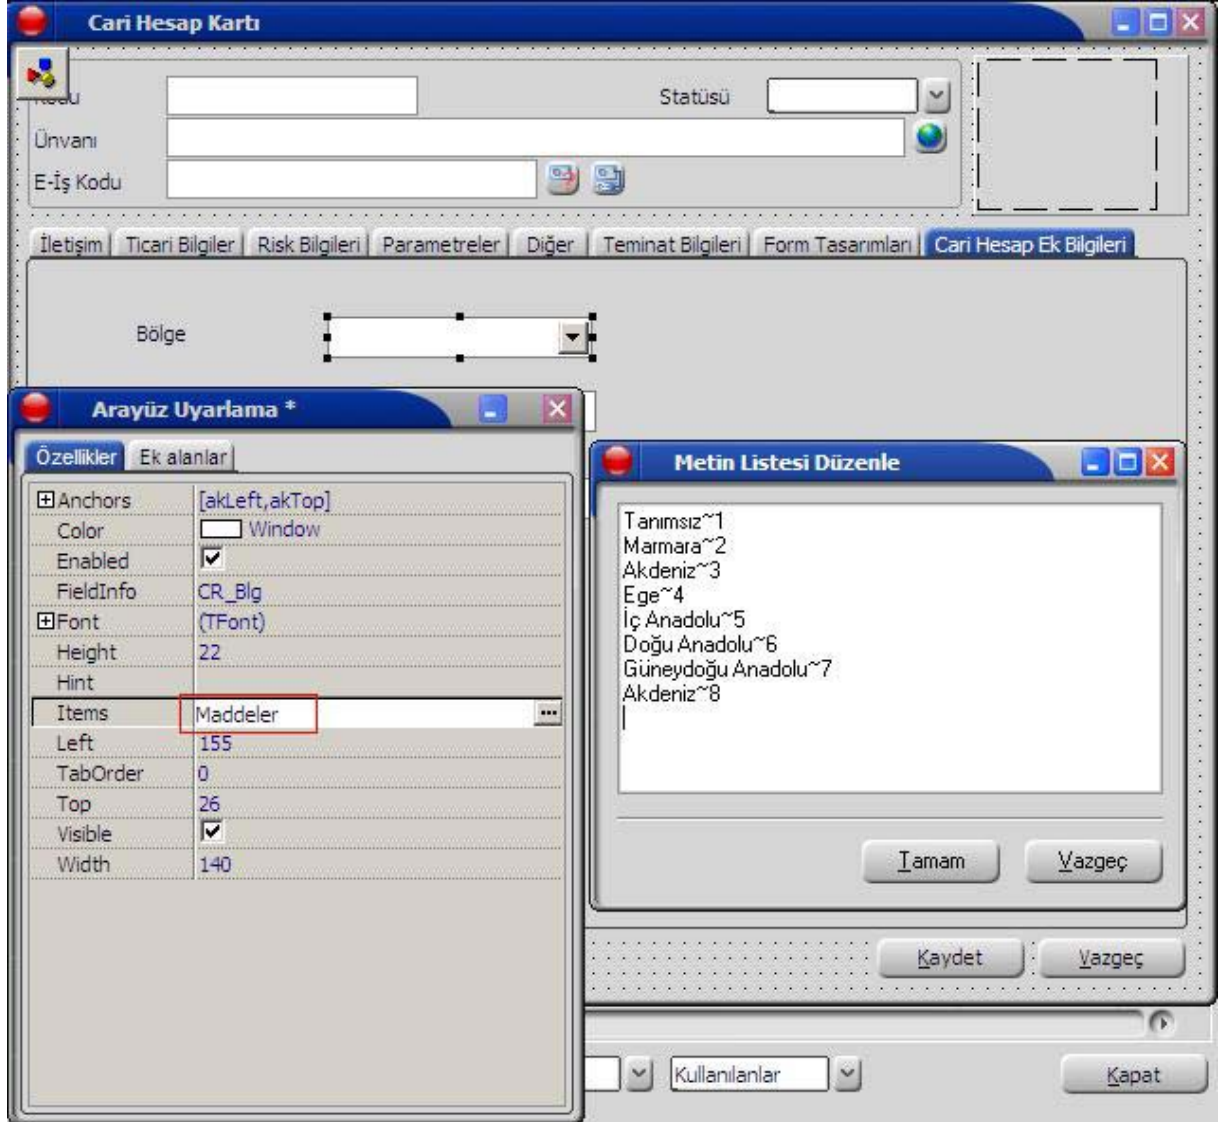 Cari Hesap Kartı
Statüsü
Ünvanı
E-İş Kodu
İletişim Ticari Bilgiler Risk Bilgileri Parametreler Diğer Teminat Bilgileri Form Tasarımları Cari Hesap Ek Bilgileri
Bölge
Arayüz Uyarlama *
Özellikler Ek alanlar
Anchors [akLeft,akTop]
Color Window
Enabled
FieldInfo CR_Blg
Font (TFont)
Height 22
Hint
Items Maddeler ...
Left 155
TabOrder 0
Top 26
Visible
Width 140
Metin Listesi Düzenle
Tanımsız~1
Marmara~2
Akdeniz~3
Ege~4
İç Anadolu~5
Doğu Anadolu~6
Güneydoğu Anadolu~7
Akdeniz~8
Tamam Vazgeç
Kaydet Vazgeç
Kullanılanlar Kapat